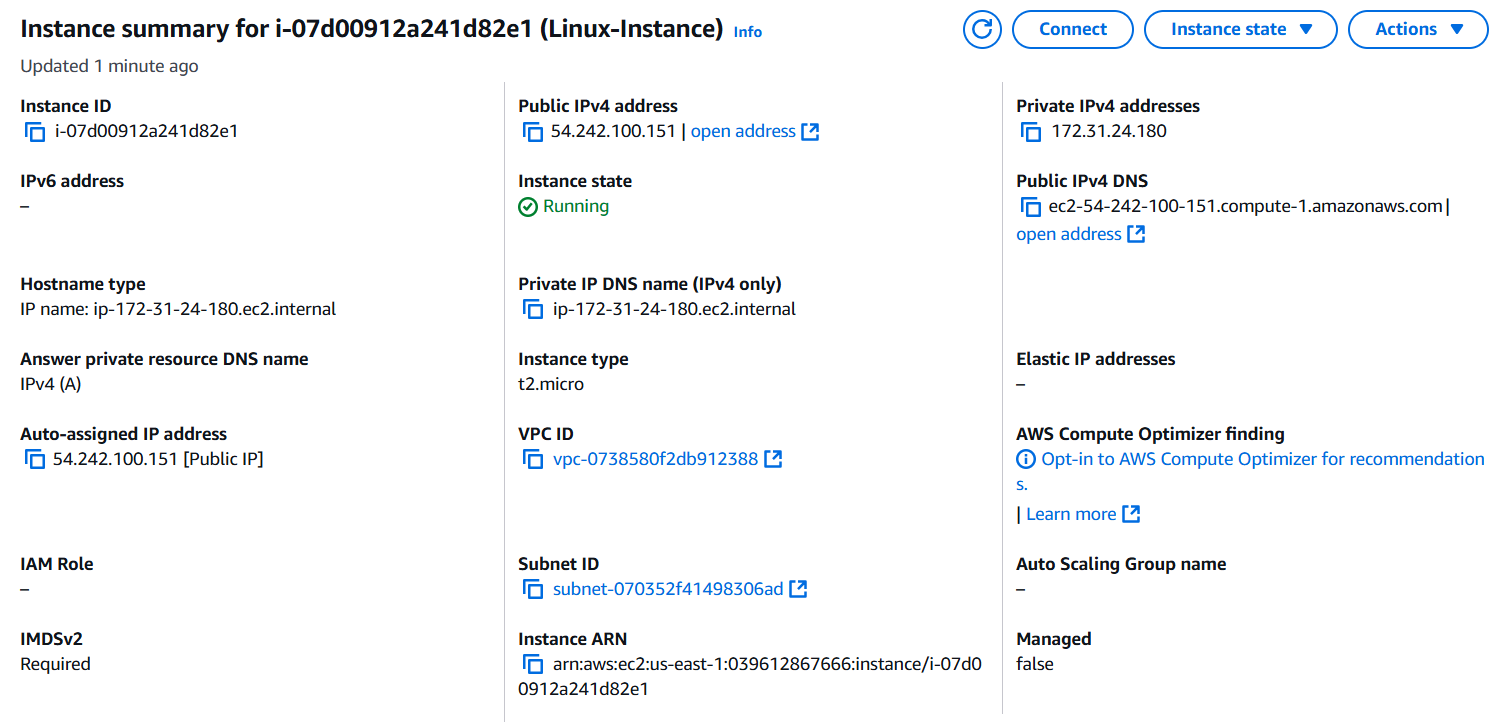 Instance summary for i-07d00912a241d82e1 (Linux-Instance) Info
Connect
Instance state
Actions
Updated 1 minute ago
Instance ID
i-07d00912a241d82e1
Public IPv4 address
54.242.100.151 | open address
Private IPv4 addresses
172.31.24.180
IPv6 address
–
Instance state
Running
Public IPv4 DNS
ec2-54-242-100-151.compute-1.amazonaws.com |
open address
Hostname type
IP name: ip-172-31-24-180.ec2.internal
Private IP DNS name (IPv4 only)
ip-172-31-24-180.ec2.internal
Answer private resource DNS name
IPv4 (A)
Instance type
t2.micro
Elastic IP addresses
–
Auto-assigned IP address
54.242.100.151 [Public IP]
VPC ID
vpc-0738580f2db912388
AWS Compute Optimizer finding
Opt-in to AWS Compute Optimizer for recommendation
s.
| Learn more
IAM Role
–
Subnet ID
subnet-070352f41498306ad
Auto Scaling Group name
–
IMDSv2
Required
Instance ARN
arn:aws:ec2:us-east-1:039612867666:instance/i-07d0
0912a241d82e1
Managed
false